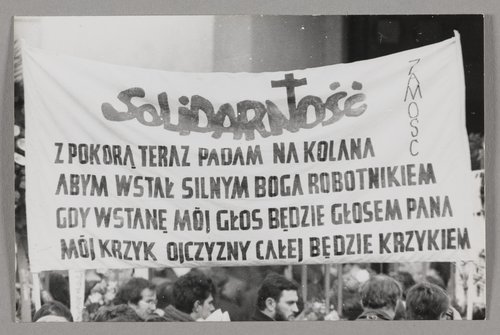 SOLIDARNOŚĆ
ZAMOŚĆ
Z POKORĄ TERAZ PADAM NA KOLANA
ABYM WSTAŁ SILNYM BOGA ROBOTNIKIEM
GDY WSTANĘ MÓJ GŁOS BĘDZIE GŁOSEM PANA
MÓJ KRZYK OJCZYZNY CAŁEJ BĘDZIE KRZYKIEM